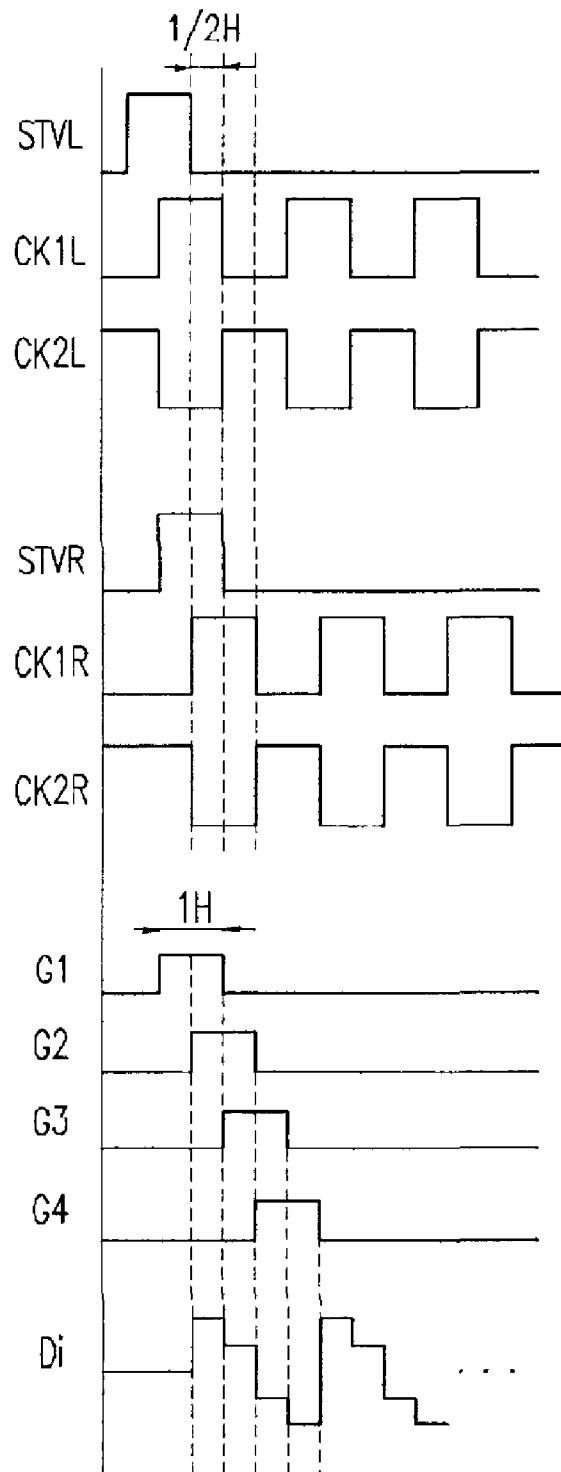 1/2H
STVL
CK1L
CK2L
STVR
CK1R
CK2R
1H
G1
G2
G3
G4
Di
. . .